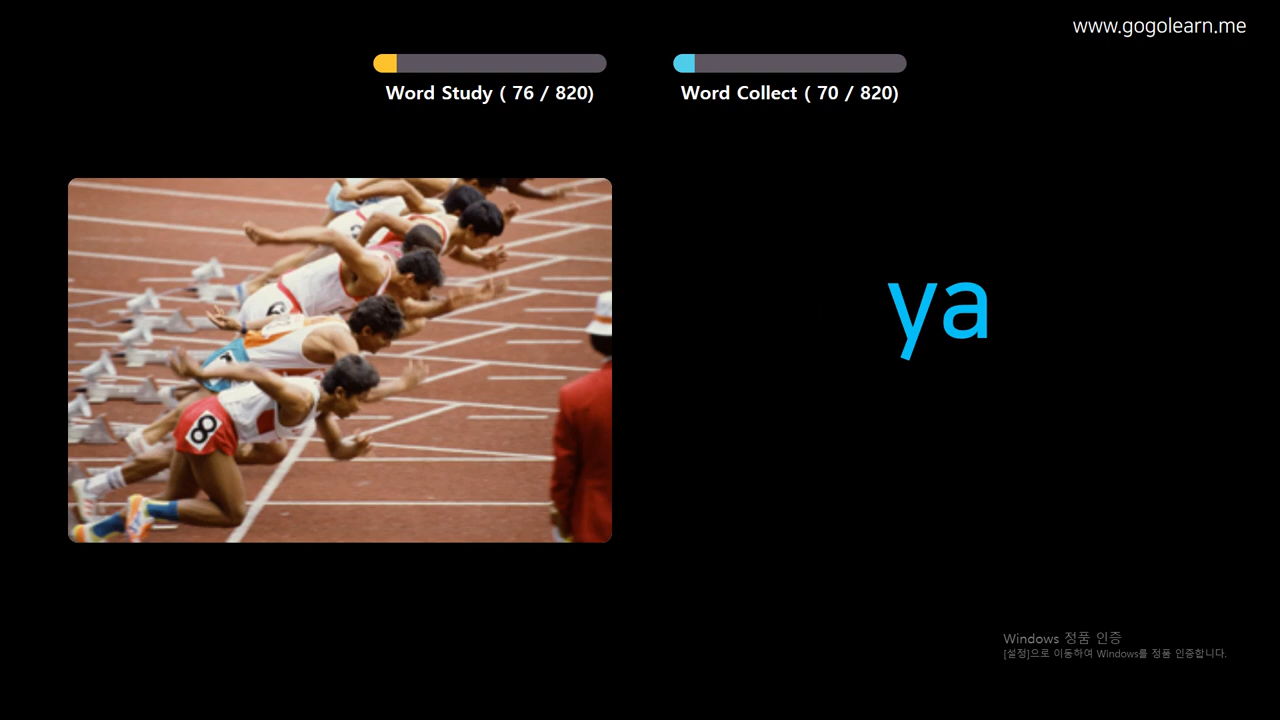 www.gogolearn.me
Word Study ( 76 / 820)
Word Collect ( 70 / 820)
ya
8
Windows 정품 인증
[설정]으로 이동하여 Windows를 정품 인증합니다.